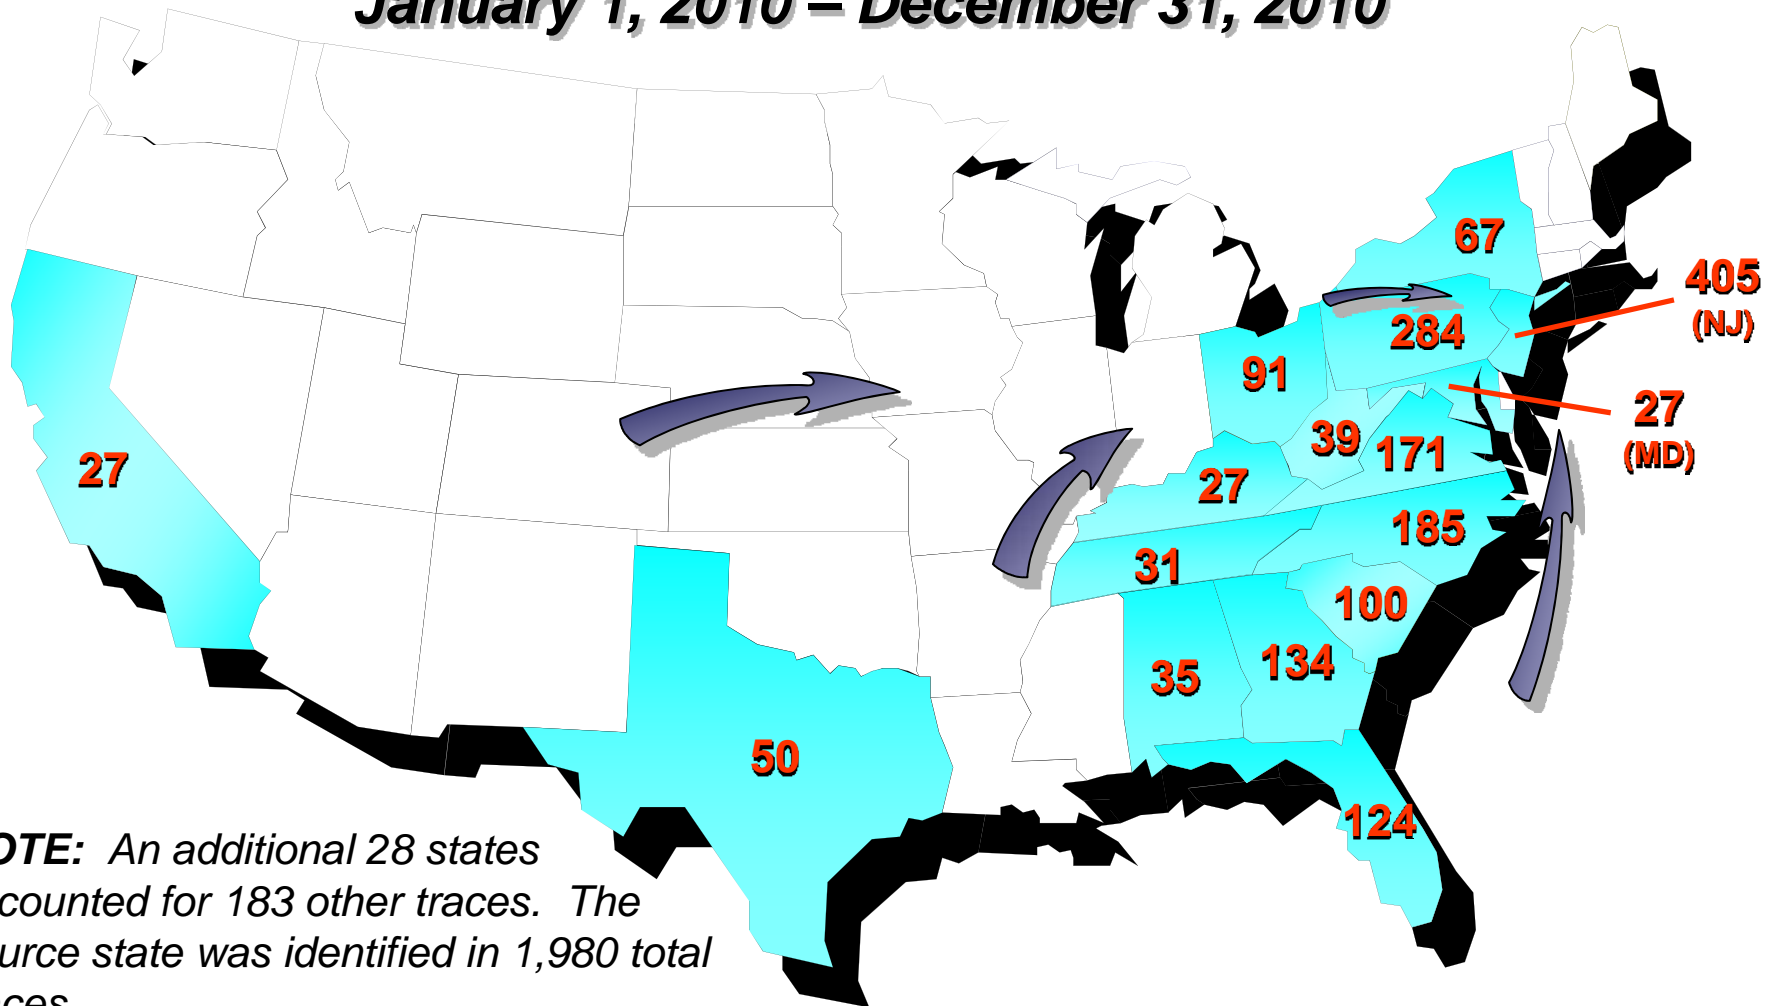 January 1, 2010 – December 31, 2010
67
405
(NJ)
284
91
27
(MD)
39
171
27
27
185
31
100
134
35
50
124
OTE: An additional 28 states
counted for 183 other traces. The
urce state was identified in 1,980 total
ces